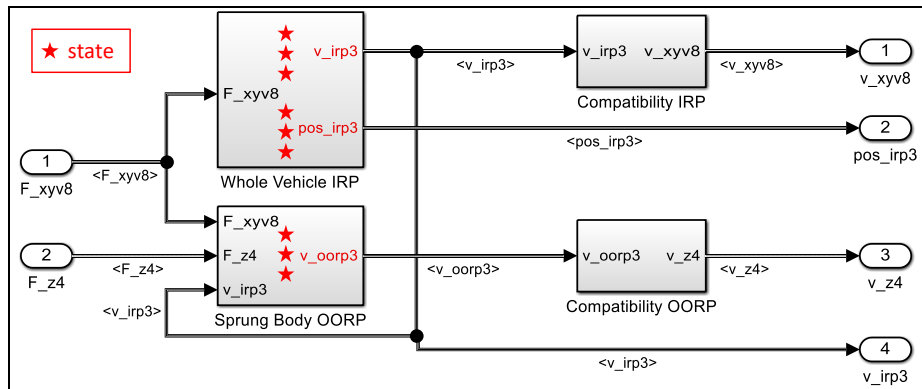 state
F_xyv8
v_irp3
pos_irp3
Whole Vehicle IRP
<v_irp3>
v_irp3
v_xyv8
Compatibility IRP
<v_xyv8>
1
v_xyv8
<pos_irp3>
2
pos_irp3
1
F_xyv8
<F_xyv8>
2
F_z4
<F_z4>
<v_irp3>
F_xyv8
F_z4
v_irp3
v_oorp3
Sprung Body OORP
<v_oorp3>
v_oorp3
v_z4
Compatibility OORP
<v_z4>
3
v_z4
<v_irp3>
4
v_irp3